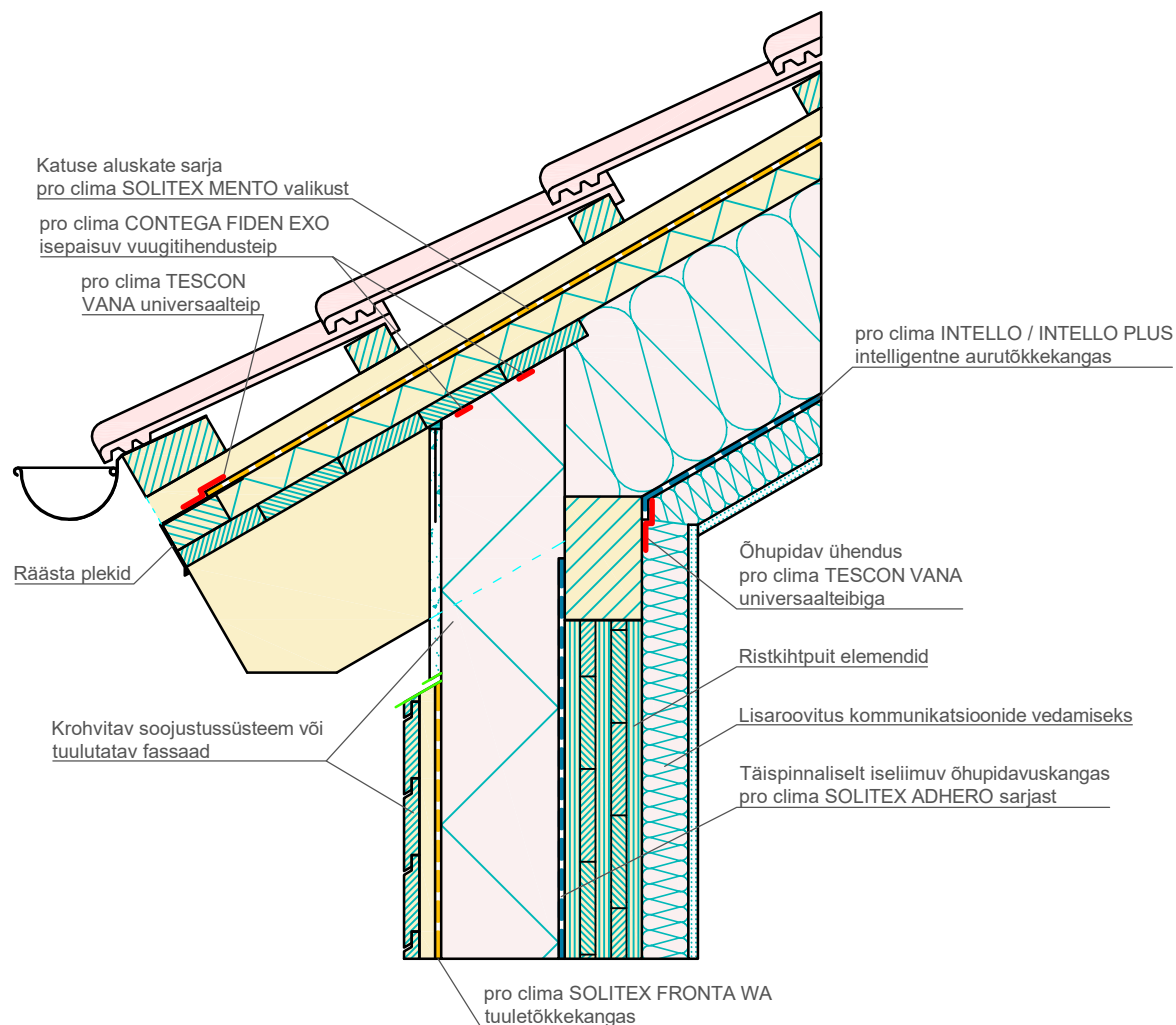 Katuse aluskate sarja
pro clima SOLITEX MENTO valikust
pro clima CONTEGA FIDEN EXO
isepaisuv vuugitihendusteip
pro clima TESCON
VANA universaalteip
pro clima INTELLO / INTELLO PLUS
intelligentne aurutõkkekangas
Räästa plekid
Õhupidav ühendus
pro clima TESCON VANA
universaalteibiga
Ristkihtpuit elemendid
Lisaroovitus kommunikatsioonide vedamiseks
Krohvitav soojustussüsteem või
tuulutatav fassaad
Täispinnaliselt iseliimuv õhupidavuskangas
pro clima SOLITEX ADHERO sarjast
pro clima SOLITEX FRONTA WA
tuuletõkkekangas